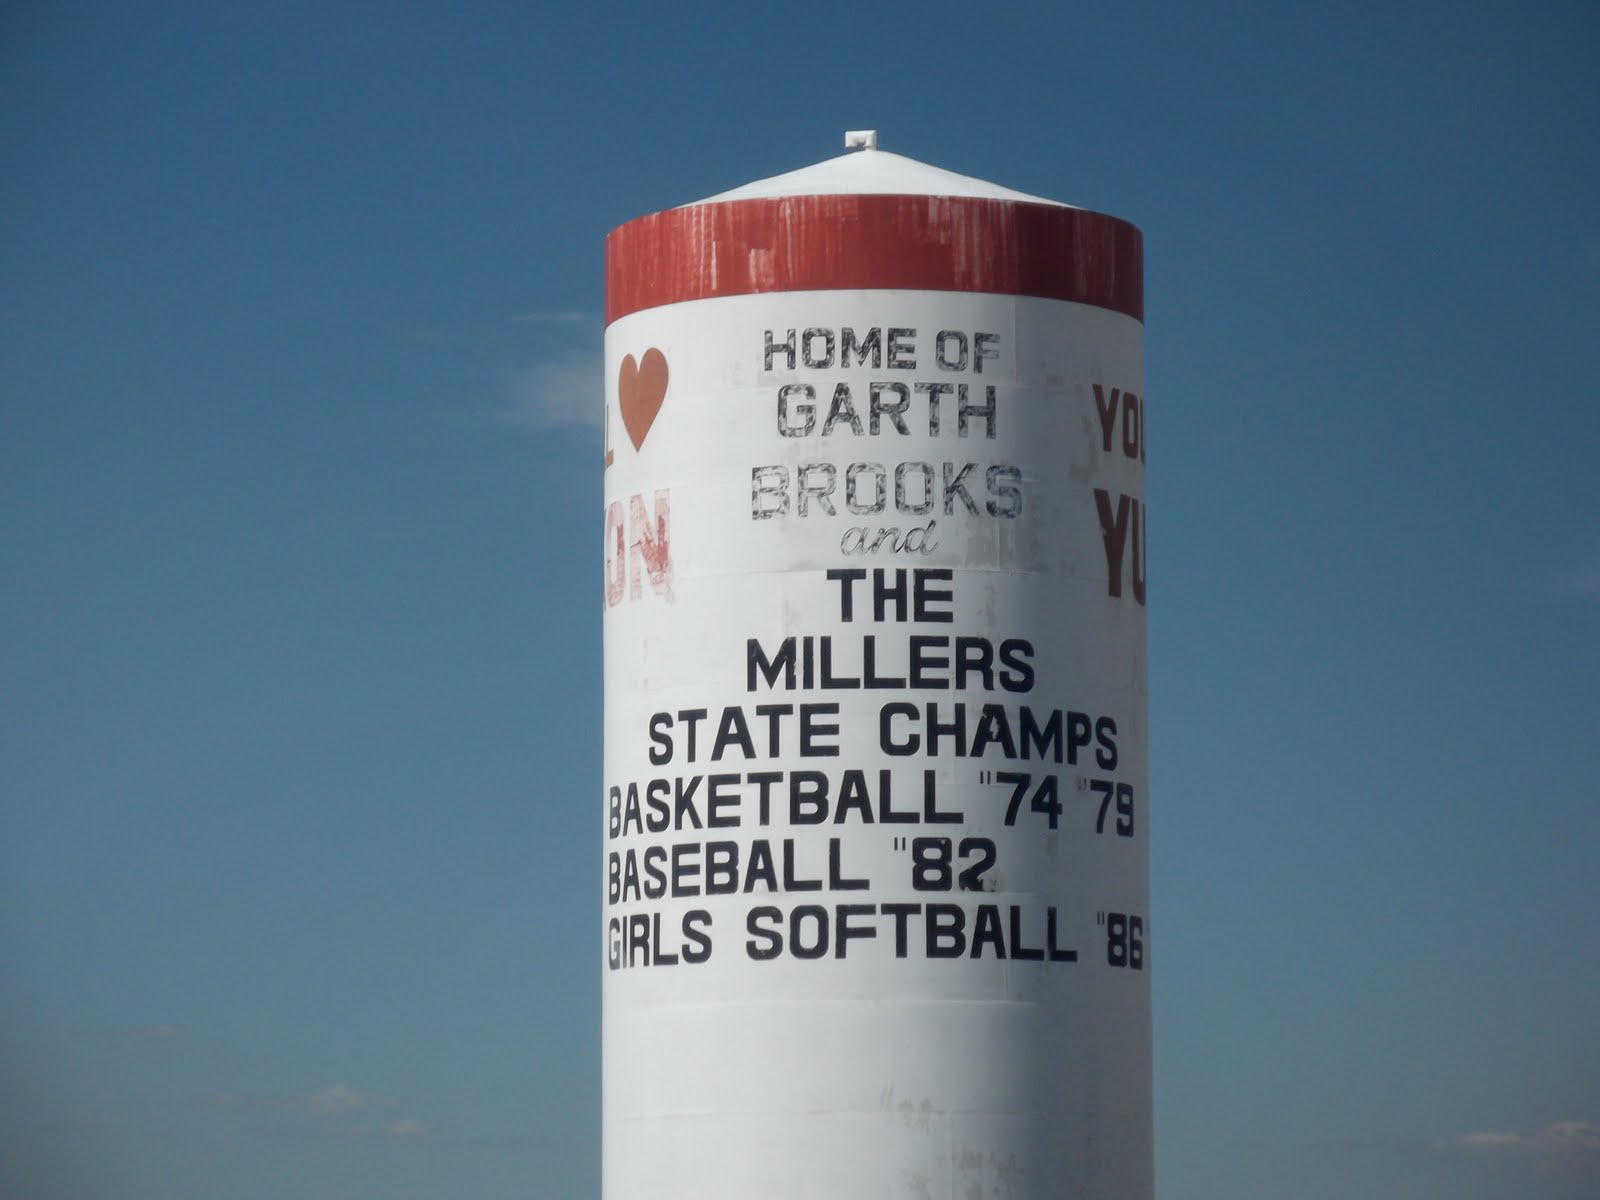 HOME OF
GARTH
BROOKS
and
THE
MILLERS
STATE CHAMPS
BASKETBALL "74 "79
BASEBALL "82
GIRLS SOFTBALL "86